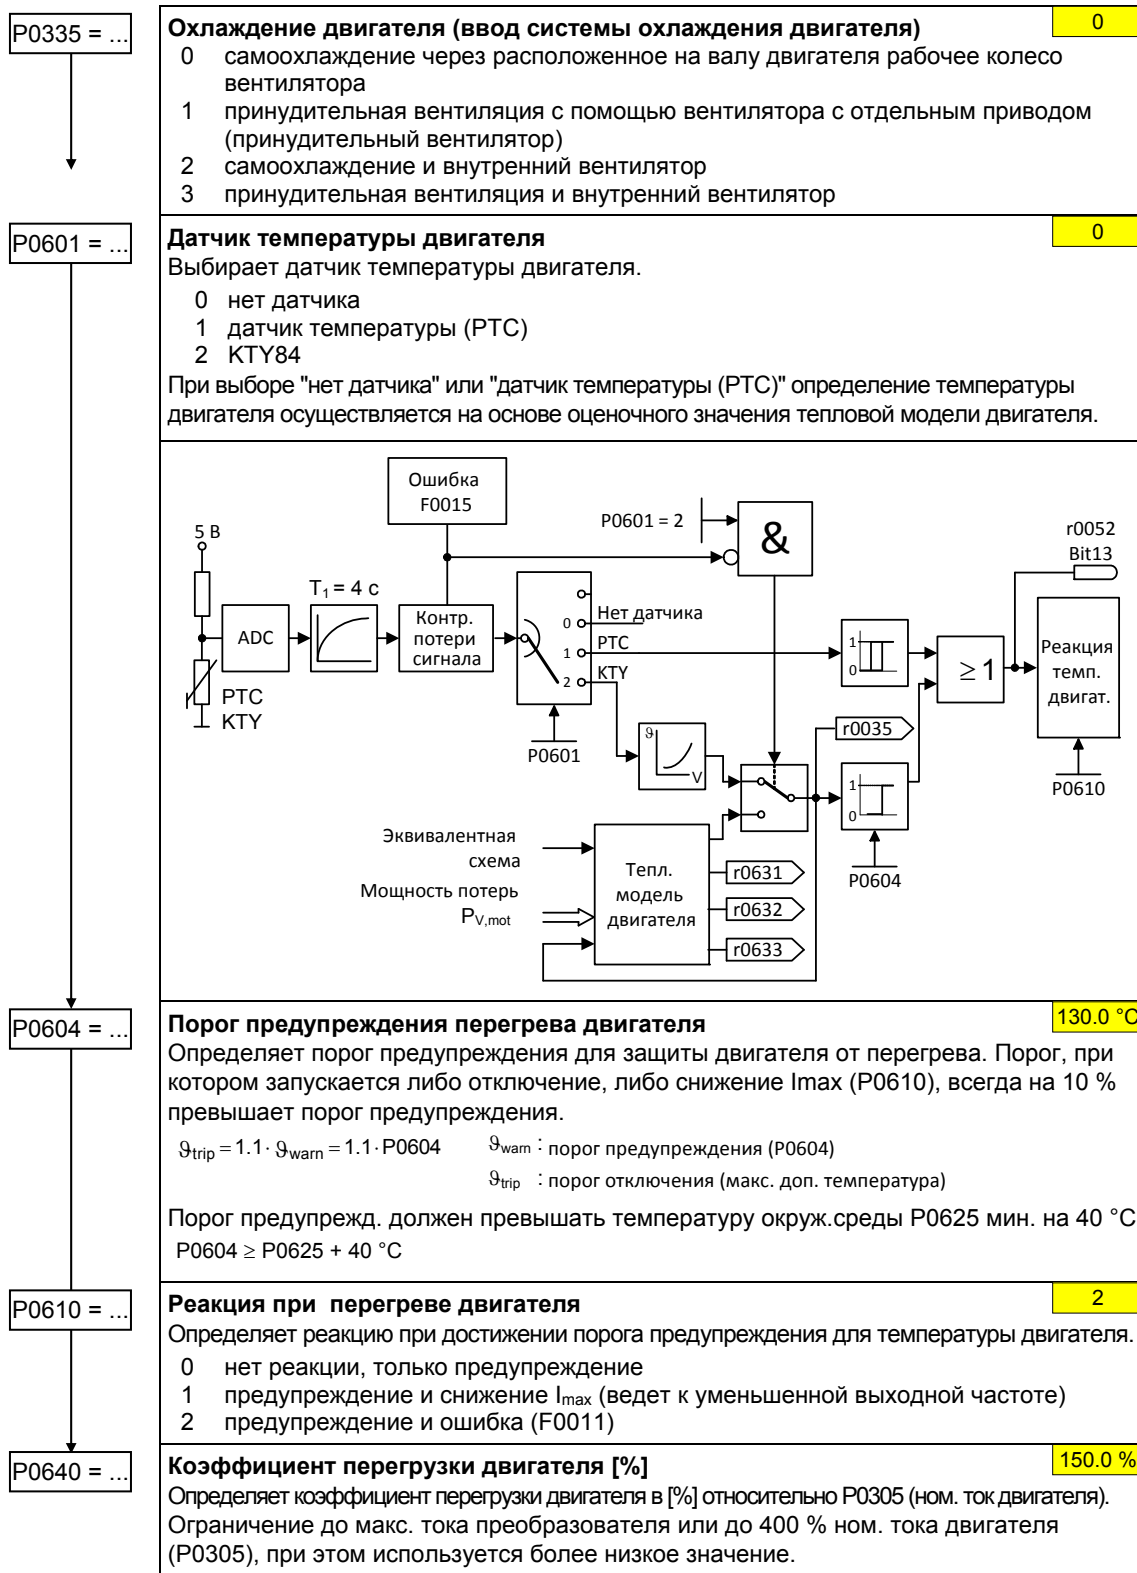 P0335 = ...
Охлаждение двигателя (ввод системы охлаждения двигателя)
0
0 самоохлаждение через расположенное на валу двигателя рабочее колесо
вентилятора
1 принудительная вентиляция с помощью вентилятора с отдельным приводом
(принудительный вентилятор)
2 самоохлаждение и внутренний вентилятор
3 принудительная вентиляция и внутренний вентилятор
P0601 = ...
Датчик температуры двигателя
0
Выбирает датчик температуры двигателя.
0 нет датчика
1 датчик температуры (PTC)
2 KTY84
При выборе "нет датчика" или "датчик температуры (PTC)" определение температуры
двигателя осуществляется на основе оценочного значения тепловой модели двигателя.
Ошибка
F0015
P0601 = 2
&
r0052
Bit13
5 В
T1 = 4 с
ADC
Контр.
потери
сигнала
0 Нет датчика
1 PTC
2 KTY
PTC
KTY
P0601
ϑ
V
1
0
≥1
Реакция
темп.
двигат.
r0035
1
0
P0610
P0604
Эквивалентная
схема
Мощность потерь
PV,mot
Тепл.
модель
двигателя
r0631
r0632
r0633
P0604 = ...
Порог предупреждения перегрева двигателя
130.0 °C
Определяет порог предупреждения для защиты двигателя от перегрева. Порог, при
котором запускается либо отключение, либо снижение Imax (P0610), всегда на 10 %
превышает порог предупреждения.
ϑtrip = 1.1· ϑwarn = 1.1· P0604 ϑwarn : порог предупреждения (P0604)
ϑtrip : порог отключения (макс. доп. температура)
Порог предупрежд. должен превышать температуру окруж.среды P0625 мин. на 40 °C
P0604 ≥ P0625 + 40 °C
P0610 = ...
Реакция при перегреве двигателя
2
Определяет реакцию при достижении порога предупреждения для температуры двигателя.
0 нет реакции, только предупреждение
1 предупреждение и снижение Imax (ведет к уменьшенной выходной частоте)
2 предупреждение и ошибка (F0011)
P0640 = ...
Коэффициент перегрузки двигателя [%]
150.0 %
Определяет коэффициент перегрузки двигателя в [%] относительно P0305 (ном. ток двигателя).
Ограничение до макс. тока преобразователя или до 400 % ном. тока двигателя
(P0305), при этом используется более низкое значение.